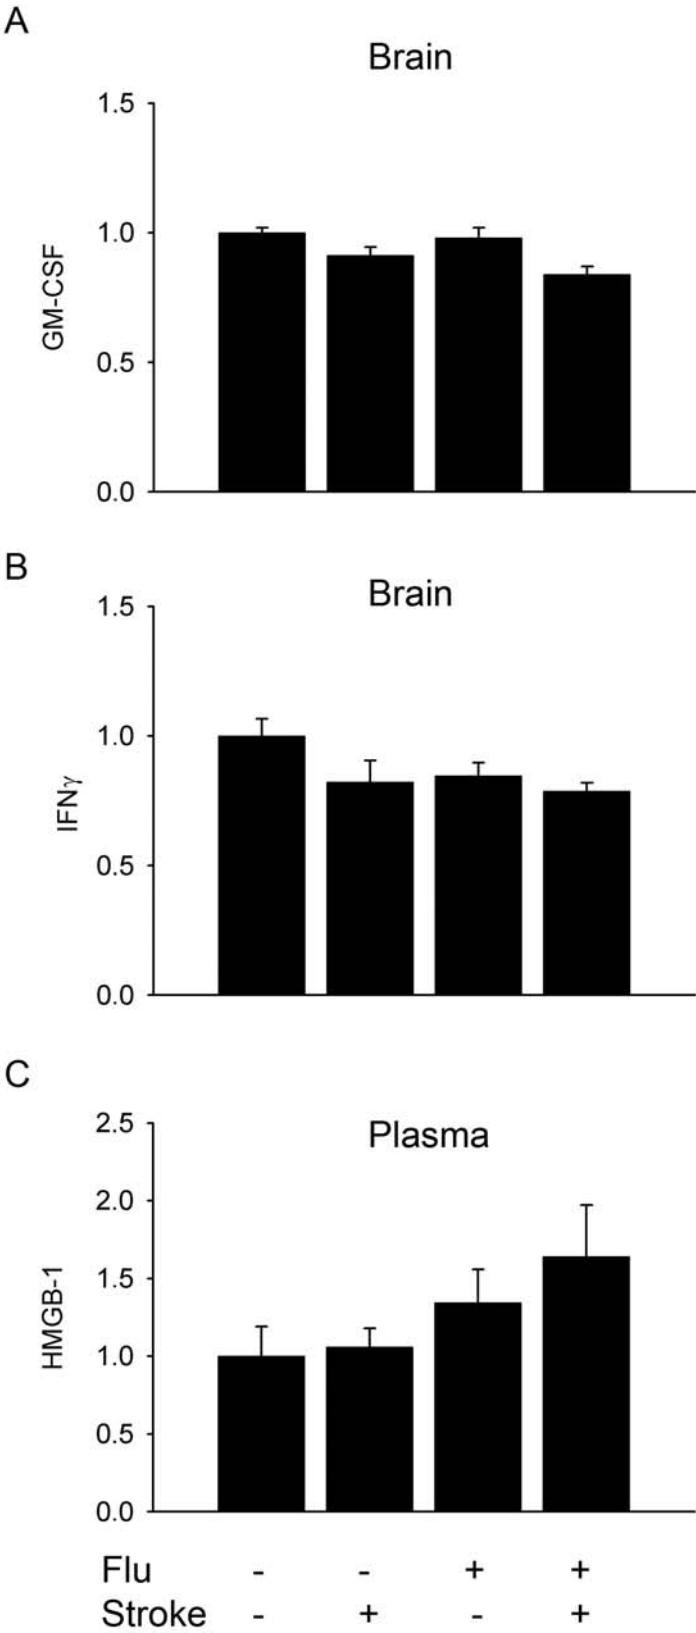 A
Brain
1.5
1.0
0.5
0.0
GM-CSF
B
Brain
1.5
1.0
0.5
0.0
IFNγ
C
Plasma
2.5
2.0
1.5
1.0
0.5
0.0
HMGB-1
Flu - - + +
Stroke - + - +